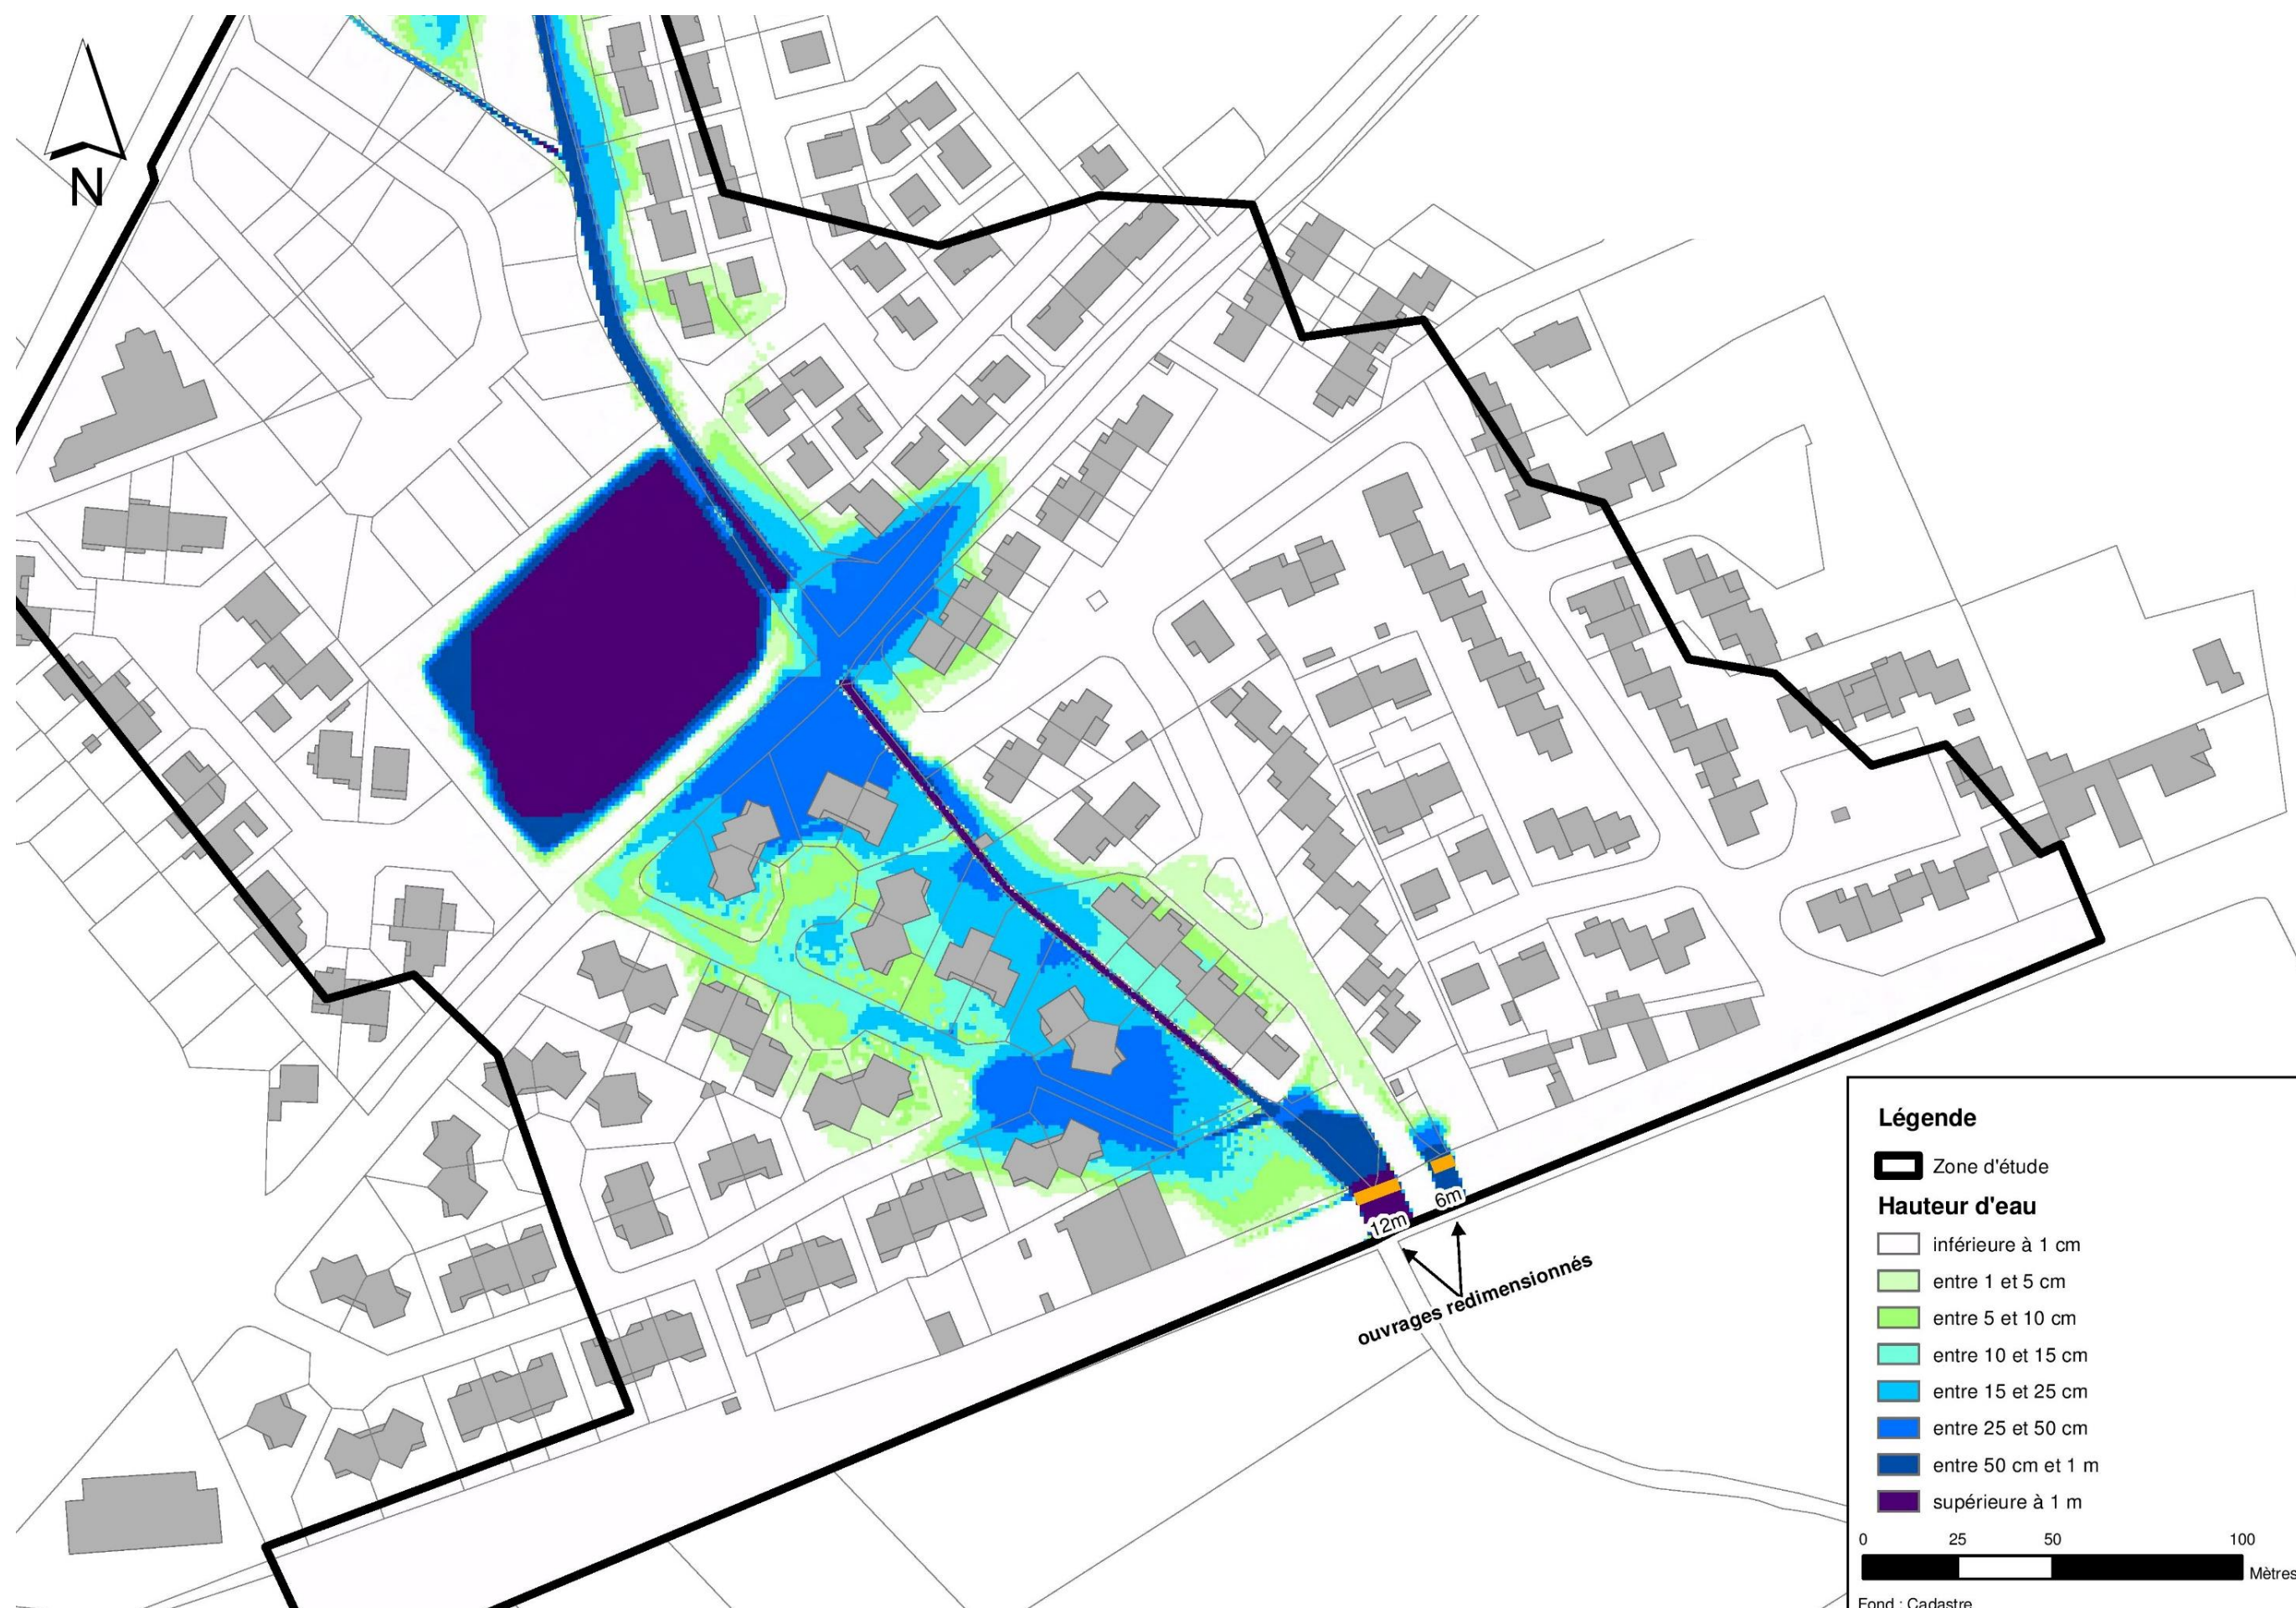 N
12m
6m
ouvrages redimensionnés
Légende
Zone d'étude
Hauteur d'eau
inférieure à 1 cm
entre 1 et 5 cm
entre 5 et 10 cm
entre 10 et 15 cm
entre 15 et 25 cm
entre 25 et 50 cm
entre 50 cm et 1 m
supérieure à 1 m
0 25 50 100
Mètres
Fond : Cadastre